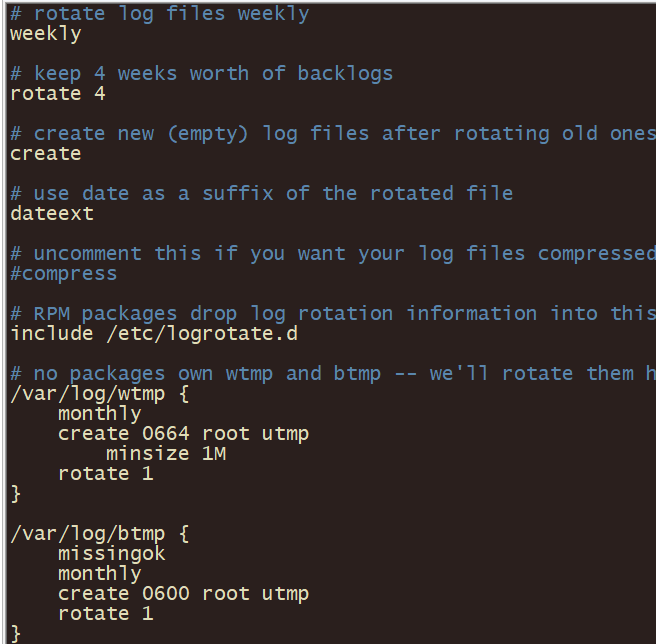 # rotate log files weekly
weekly

# keep 4 weeks worth of backlogs
rotate 4

# create new (empty) log files after rotating old ones
create

# use date as a suffix of the rotated file
dateext

# uncomment this if you want your log files compressed
#compress

# RPM packages drop log rotation information into this
include /etc/logrotate.d

# no packages own wtmp and btmp -- we'll rotate them h
/var/log/wtmp {
    monthly
    create 0664 root utmp
        minsize 1M
    rotate 1
}

/var/log/btmp {
    missingok
    monthly
    create 0600 root utmp
    rotate 1
}